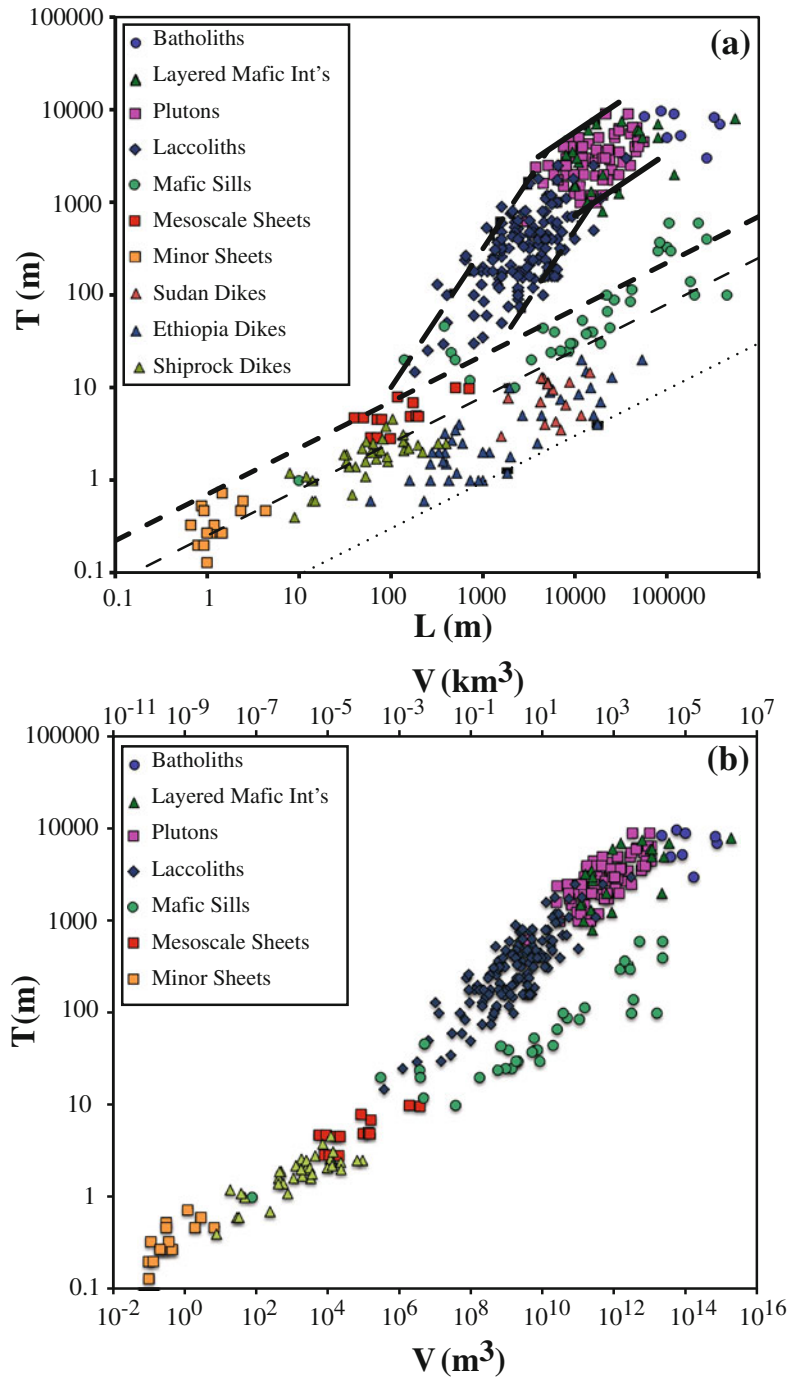 (a)
100000
10000
1000
100
10
1
0.1
T (m)
Batholiths
Layered Mafic Int's
Plutons
Laccoliths
Mafic Sills
Mesoscale Sheets
Minor Sheets
Sudan Dikes
Ethiopia Dikes
Shiprock Dikes
0.1 1 10 100 1000 10000 100000
L (m)
V (km³)
10⁻¹¹ 10⁻⁹ 10⁻⁷ 10⁻⁵ 10⁻⁴ 10⁻³ 10⁻¹ 10¹ 10³ 10⁵ 10⁷
(b)
100000
10000
1000
100
10
1
0.1
T(m)
Batholiths
Layered Mafic Int's
Plutons
Laccoliths
Mafic Sills
Mesoscale Sheets
Minor Sheets
10⁻² 10⁰ 10² 10⁴ 10⁶ 10⁸ 10¹⁰ 10¹² 10¹⁴ 10¹⁶
V (m³)